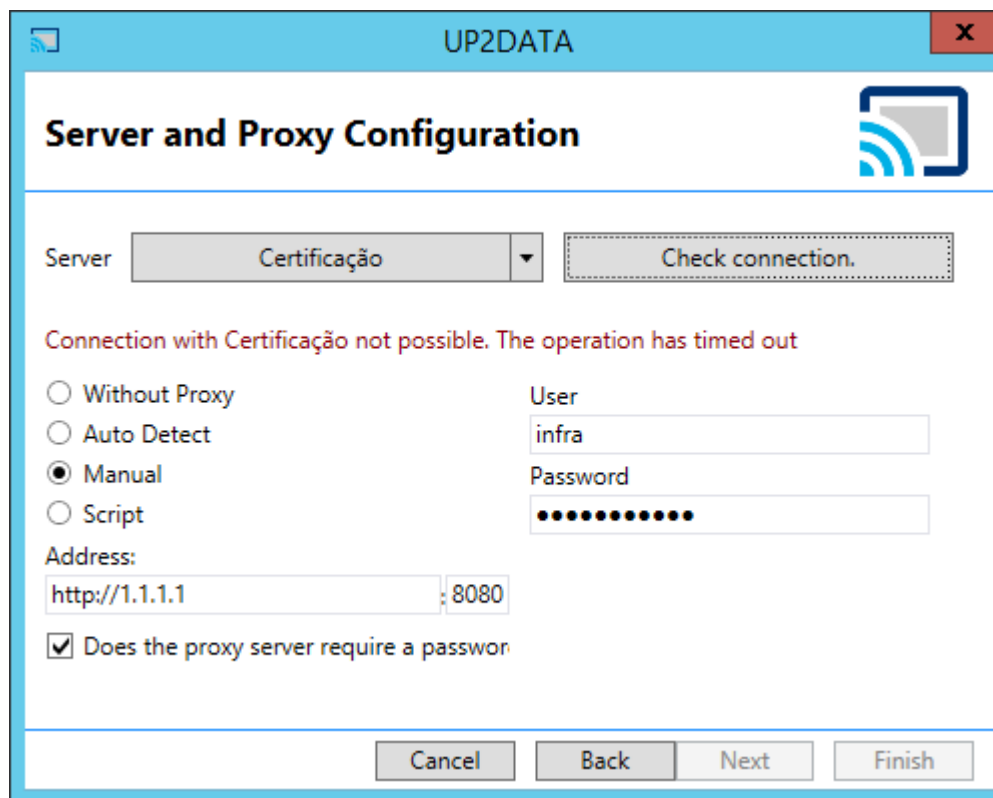 UP2DATA
x
Server and Proxy Configuration
Server
Certificação
Check connection.
Connection with Certificação not possible. The operation has timed out
Without Proxy
Auto Detect
Manual
Script
User
infra
Password
•••••••••••
Address:
http://1.1.1.1 : 8080
Does the proxy server require a passwor
Cancel
Back
Next
Finish